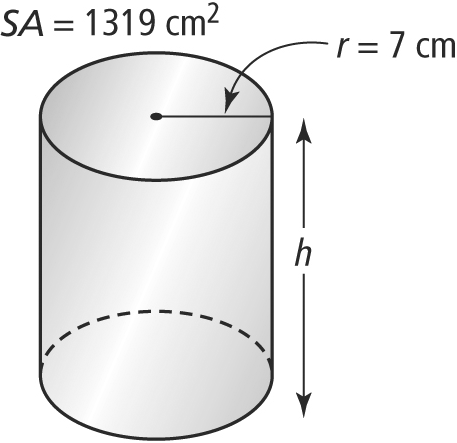 SA = 1319 cm²
r = 7 cm
h